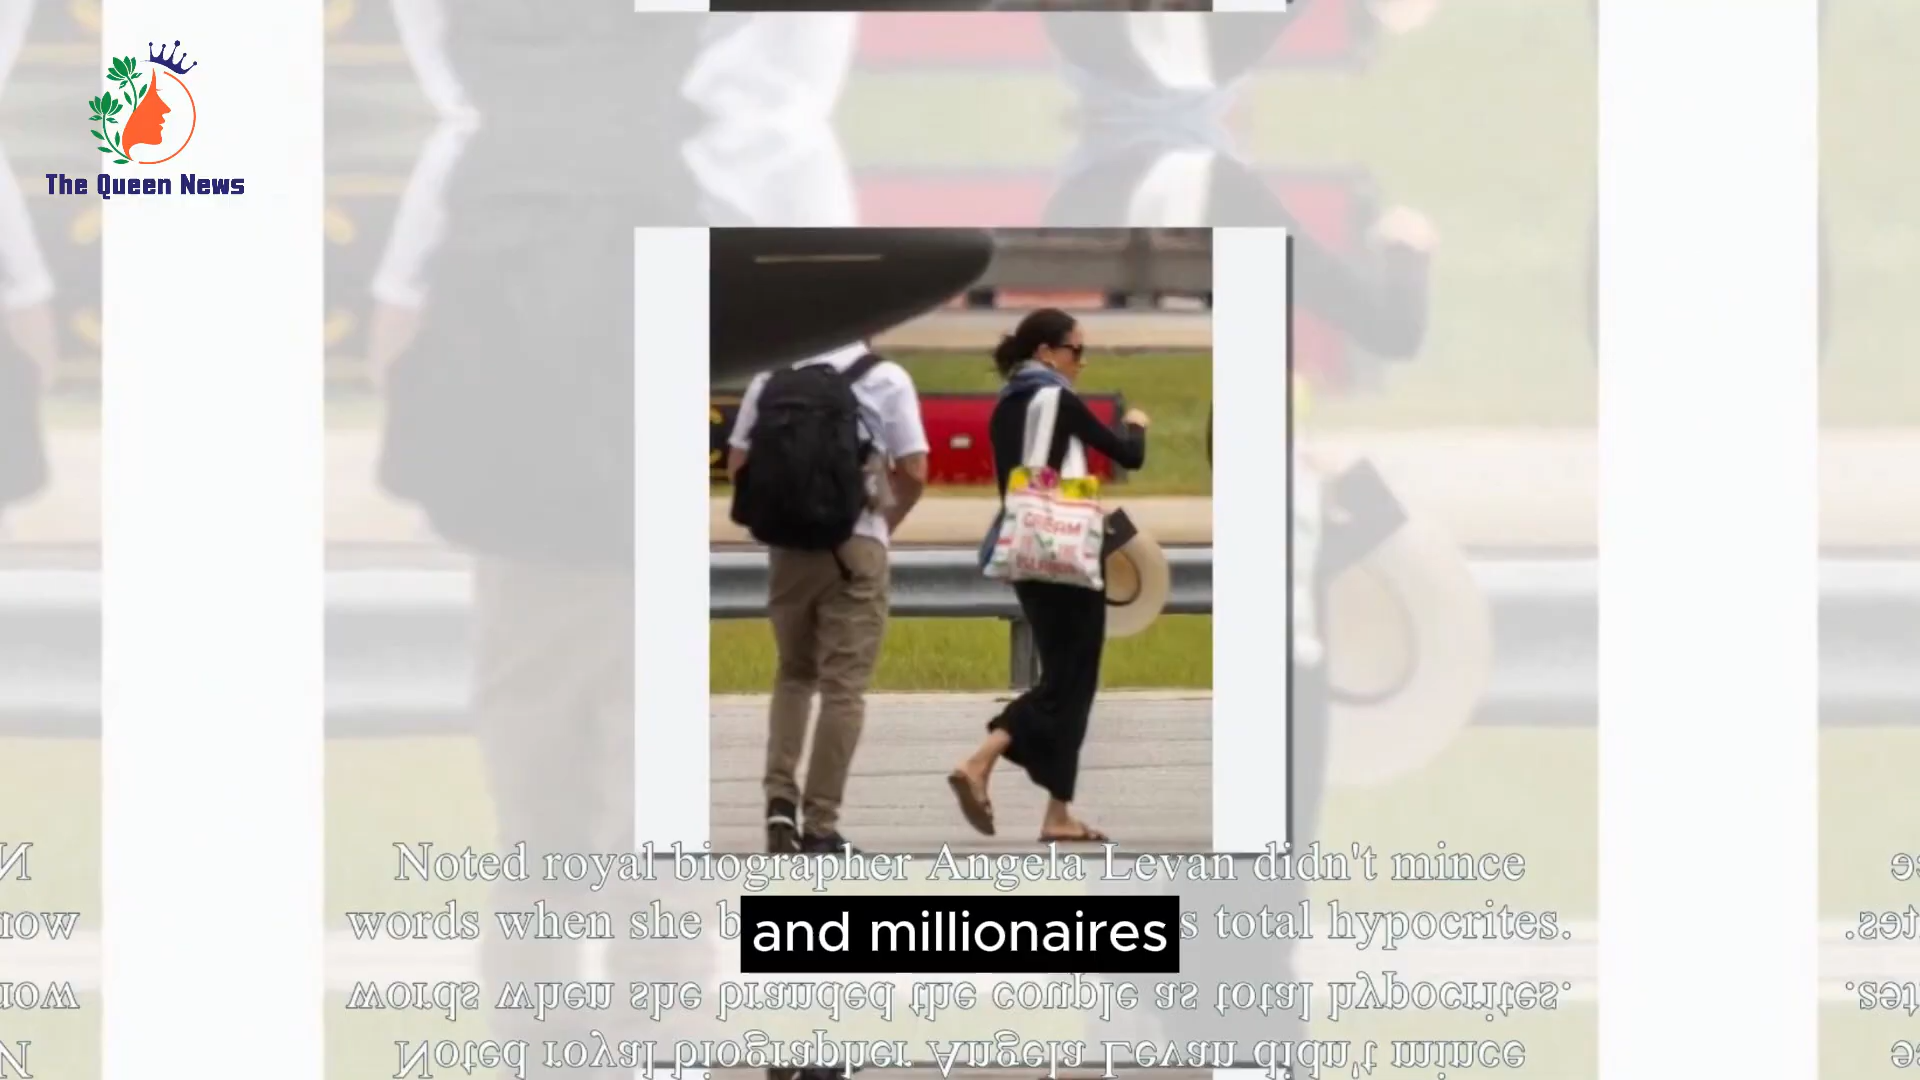 The Queen News
CREAM
Noted royal biographer Angela Levan didn't mince
words when she b
s total hypocrites.
and millionaires
words when she branded the couple as total hypocrites.
Noted royal biographer Angela Levan didn't mince